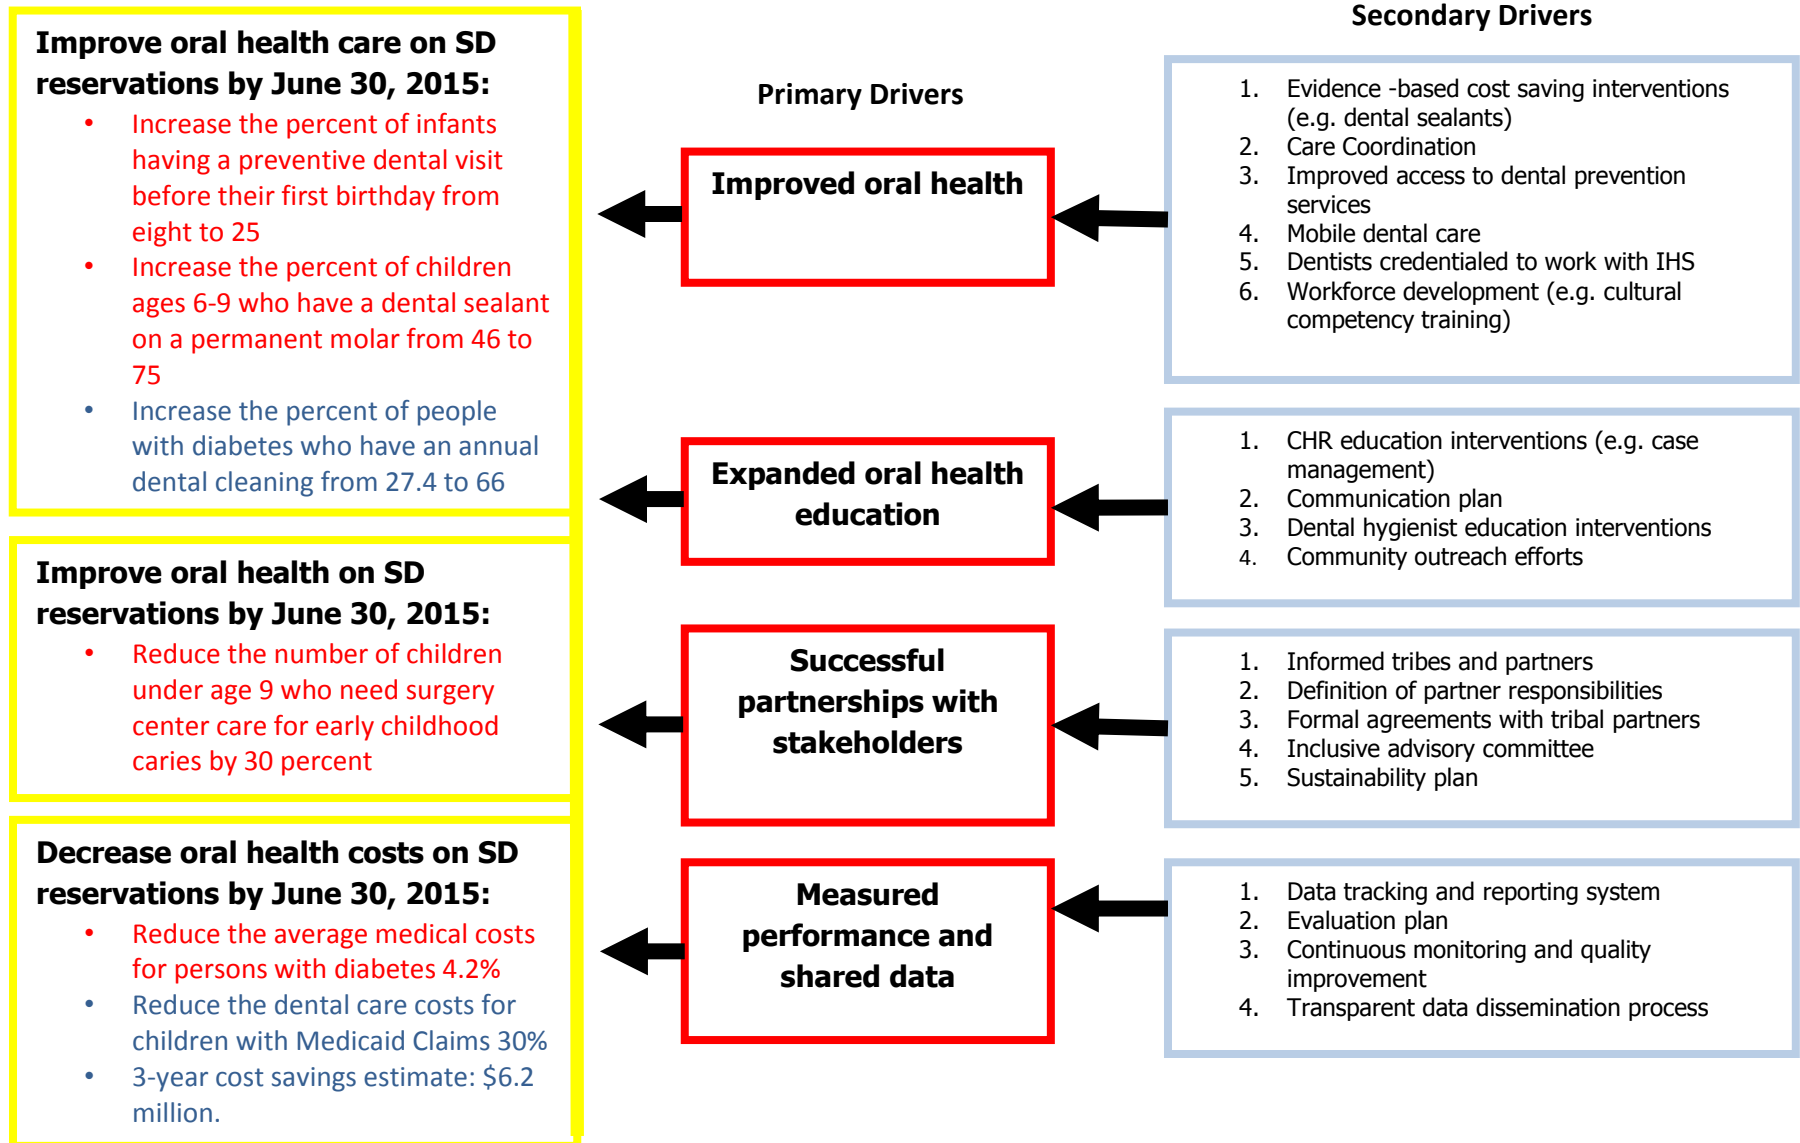 Improve oral health care on SD
reservations by June 30, 2015:
• Increase the percent of infants
having a preventive dental visit
before their first birthday from
eight to 25
• Increase the percent of children
ages 6-9 who have a dental sealant
on a permanent molar from 46 to
75
• Increase the percent of people
with diabetes who have an annual
dental cleaning from 27.4 to 66
Improve oral health on SD
reservations by June 30, 2015:
• Reduce the number of children
under age 9 who need surgery
center care for early childhood
caries by 30 percent
Decrease oral health costs on SD
reservations by June 30, 2015:
• Reduce the average medical costs
for persons with diabetes 4.2%
• Reduce the dental care costs for
children with Medicaid Claims 30%
• 3-year cost savings estimate: $6.2
million.
Primary Drivers
Improved oral health
Expanded oral health
education
Successful
partnerships with
stakeholders
Measured
performance and
shared data
Secondary Drivers
1. Evidence -based cost saving interventions
(e.g. dental sealants)
2. Care Coordination
3. Improved access to dental prevention
services
4. Mobile dental care
5. Dentists credentialed to work with IHS
6. Workforce development (e.g. cultural
competency training)
1. CHR education interventions (e.g. case
management)
2. Communication plan
3. Dental hygienist education interventions
4. Community outreach efforts
1. Informed tribes and partners
2. Definition of partner responsibilities
3. Formal agreements with tribal partners
4. Inclusive advisory committee
5. Sustainability plan
1. Data tracking and reporting system
2. Evaluation plan
3. Continuous monitoring and quality
improvement
4. Transparent data dissemination process